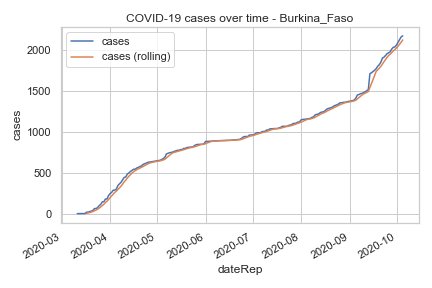 COVID-19 cases over time - Burkina_Faso
cases
cases (rolling)
cases
2000
1500
1000
500
0
2020-03
2020-04
2020-05
2020-06
2020-07
2020-08
2020-09
2020-10
dateRep